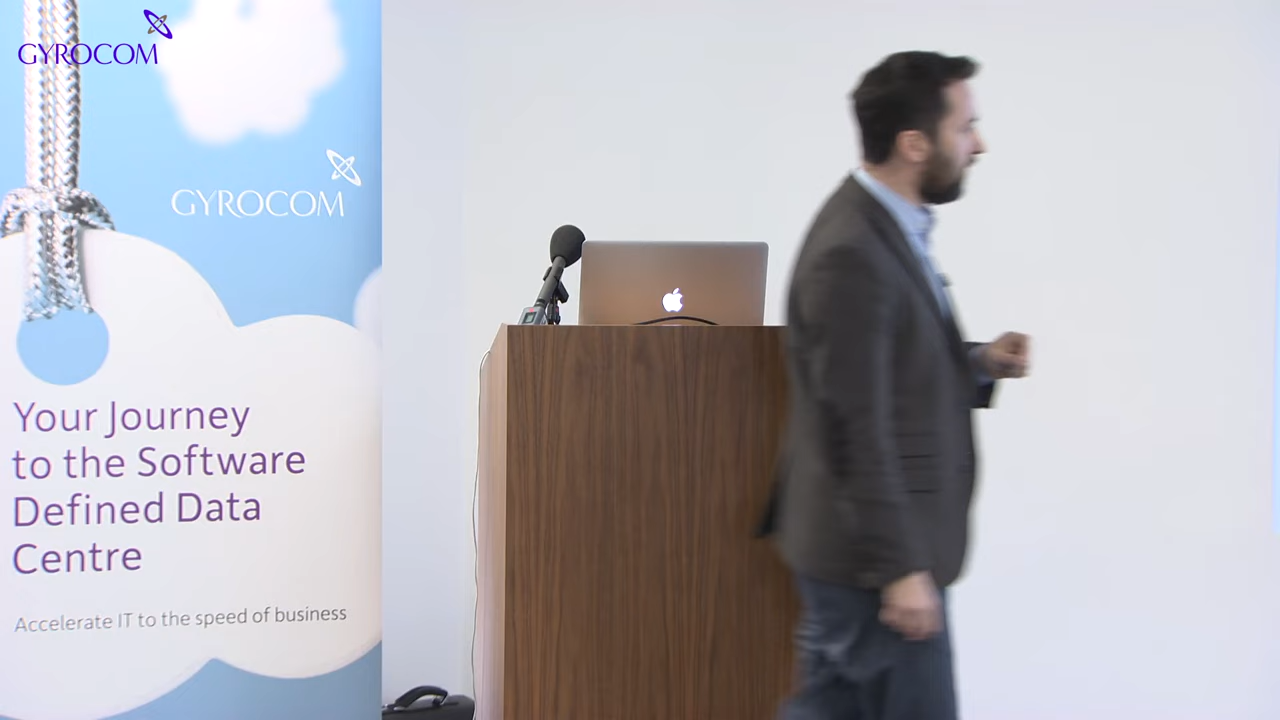 GYROCOM
GYROCOM
Your Journey
to the Software
Defined Data
Centre
Accelerate IT to the speed of business